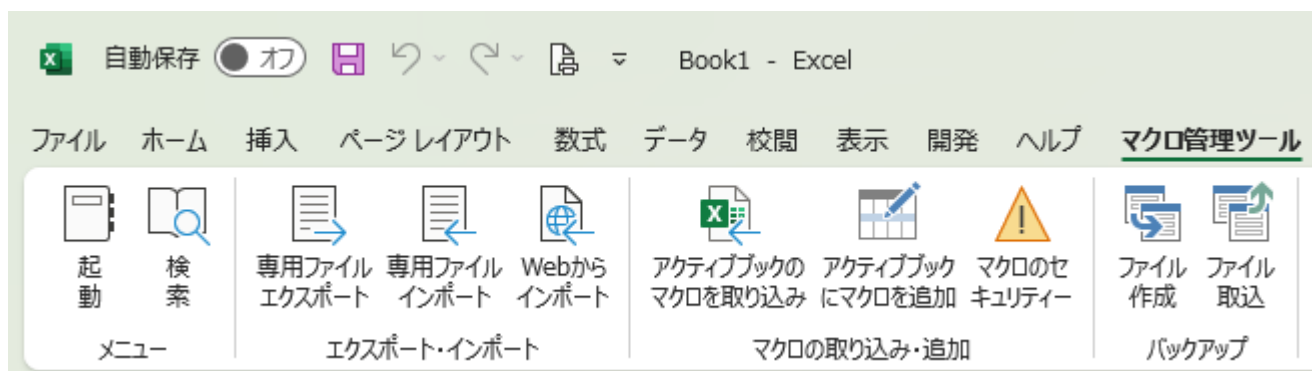 自動保存 オフ Book1 - Excel
ファイル ホーム 挿入 ページ レイアウト 数式 データ 校閲 表示 開発 ヘルプ マクロ管理ツール
起 検 専用ファイル 専用ファイル Webから アクティブブックの アクティブブック マクロのセ ファイル ファイル
動 索 エクスポート インポート インポート マクロを取り込み にマクロを追加 キュリティー 作成 取込
メニュー エクスポート・インポート マクロの取り込み・追加 バックアップ